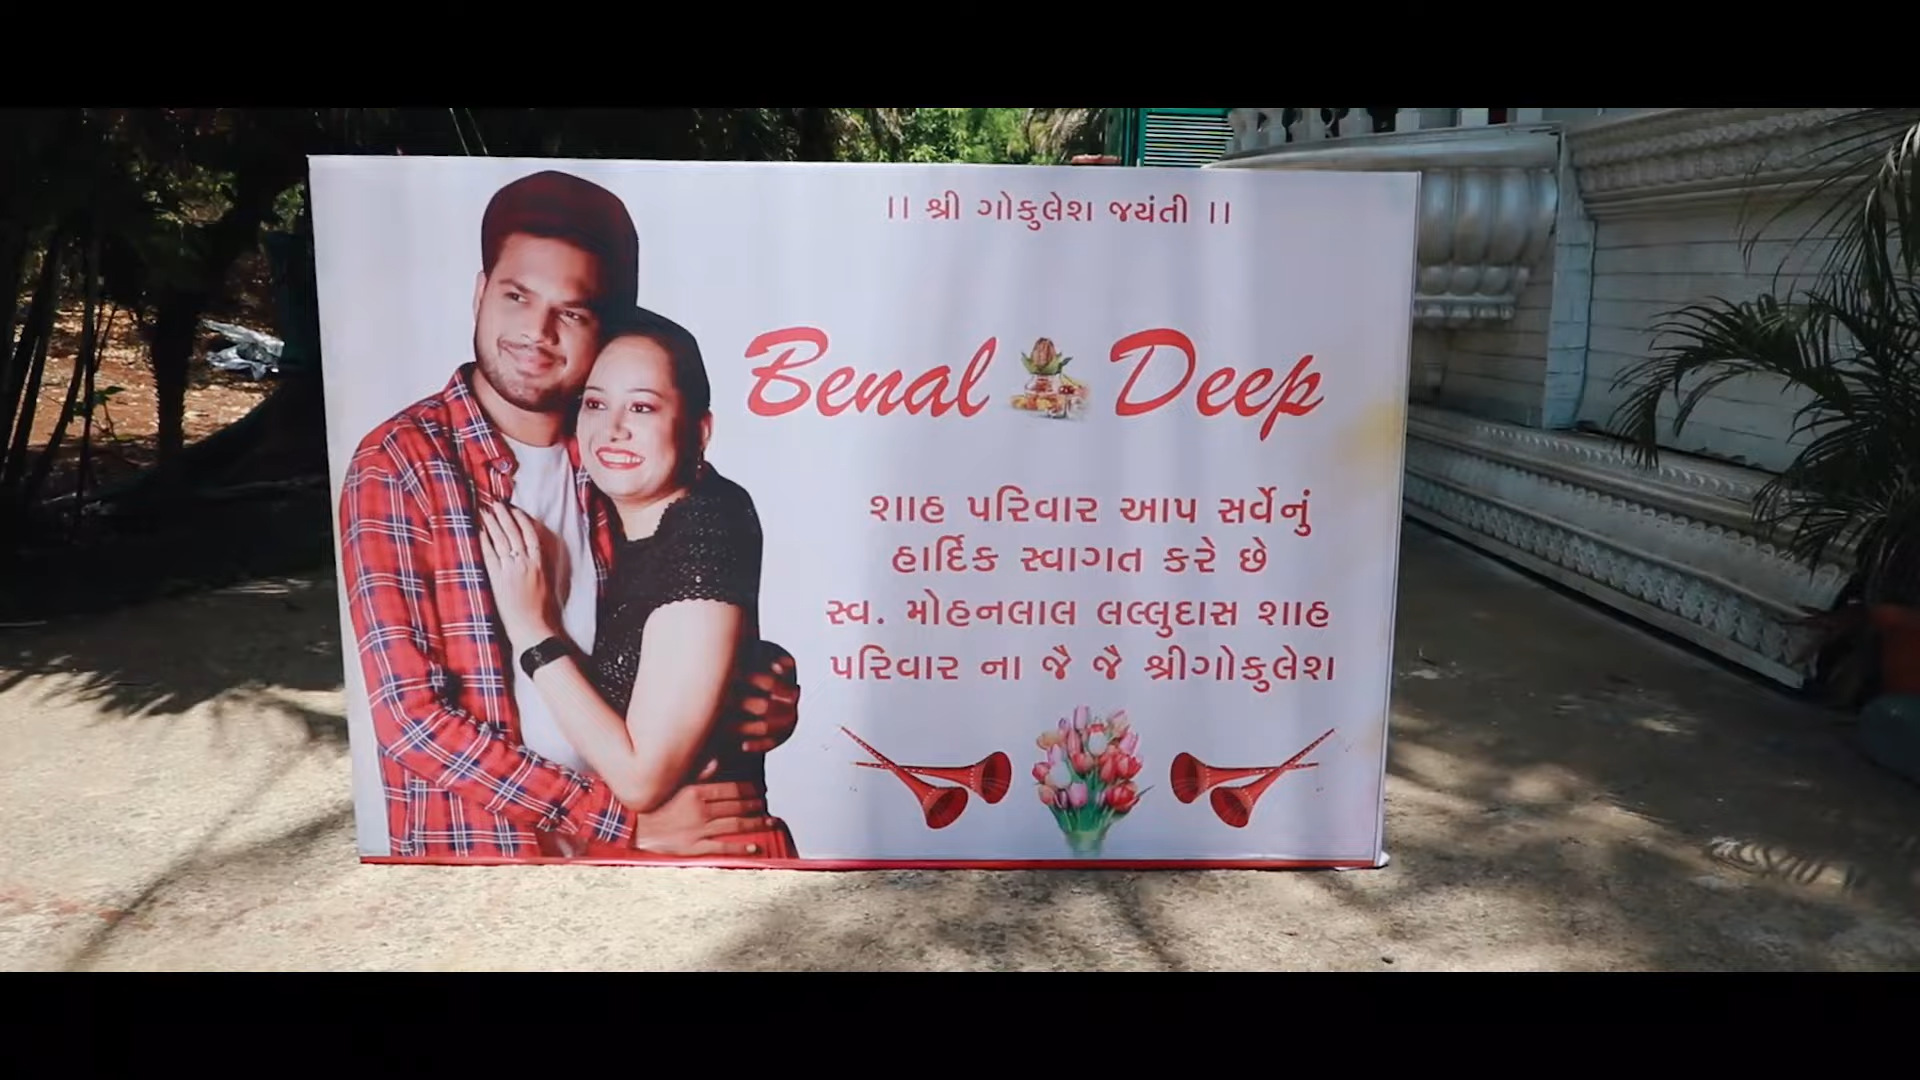 ।। શ્રી ગોકુલેશ જયંતી ।।
Benal Deep
શાહ પરિવાર આપ સર્વેનું
હાર્દિક સ્વાગત કરે છે
સ્વ. મોહનલાલ લલ્લુદાસ શાહ
પરિવાર ના જૈ જૈ શ્રીગોકુલેશ